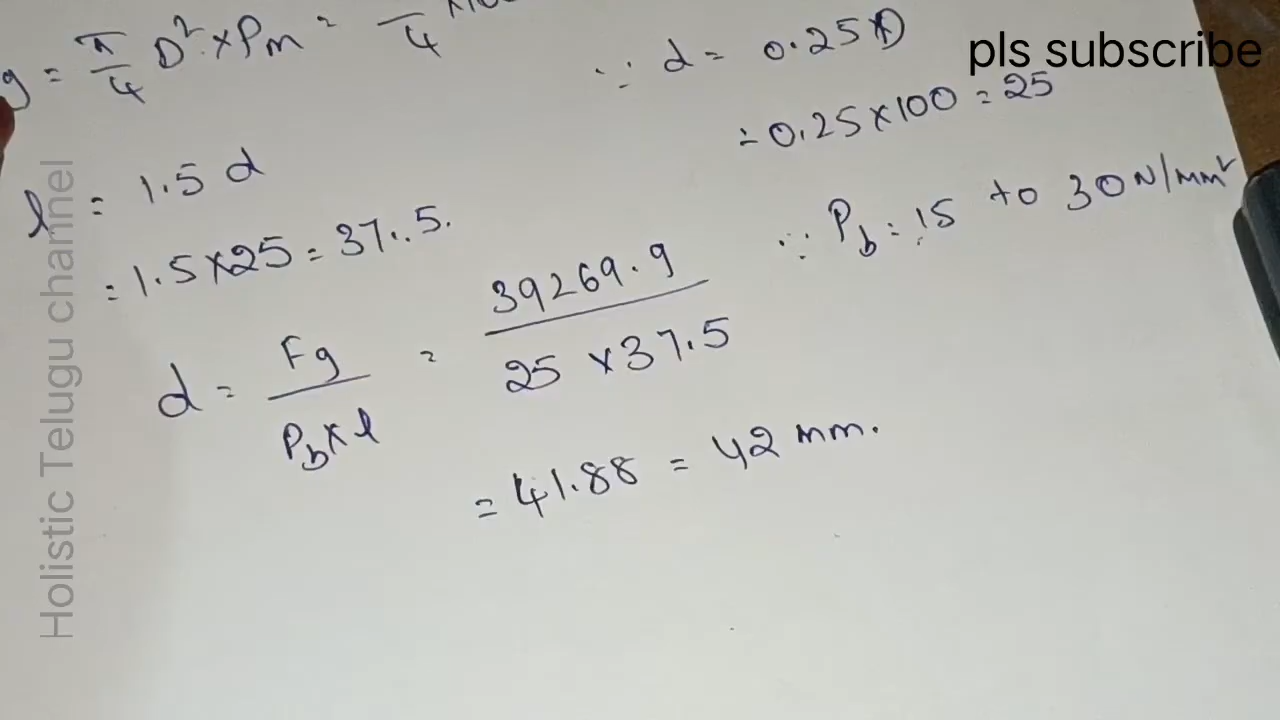 g = π/4 D² × Pm = /4
∵ d = 0.25 D
pls subscribe
= 0.25×100 = 25
l = 1.5 d
= 1.5×25 = 37.5.
∵ Pb = 15 to 30 N/mm²
d = Fg / Pb×l = 39269.9 / 25 ×37.5
= 41.88 = 42 mm.
Holistic Telugu channel